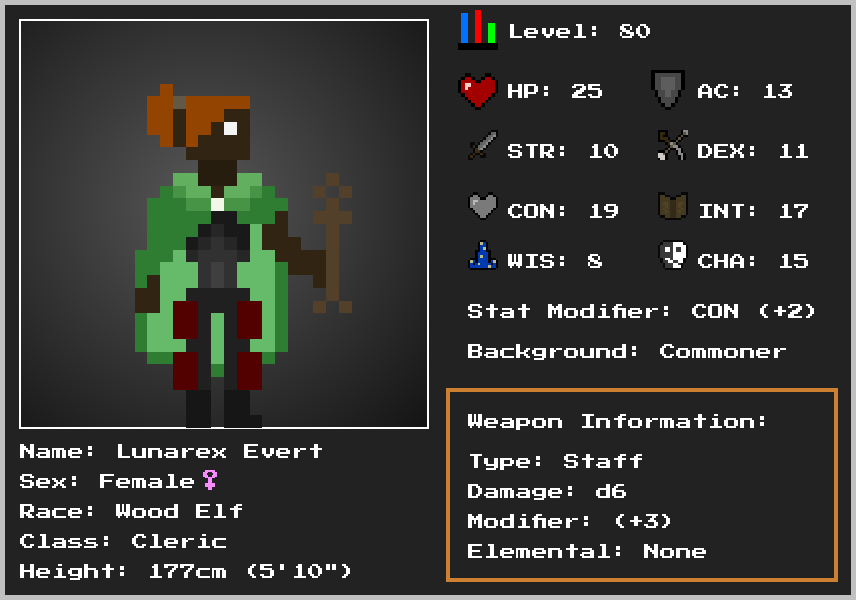 Level: 80
HP: 25 AC: 13
STR: 10 DEX: 11
CON: 19 INT: 17
WIS: 8 CHA: 15
Stat Modifier: CON (+2)
Background: Commoner
Weapon Information:
Type: Staff
Damage: d6
Modifier: (+3)
Elemental: None
Name: Lunarex Evert
Sex: Female♀
Race: Wood Elf
Class: Cleric
Height: 177cm (5'10")